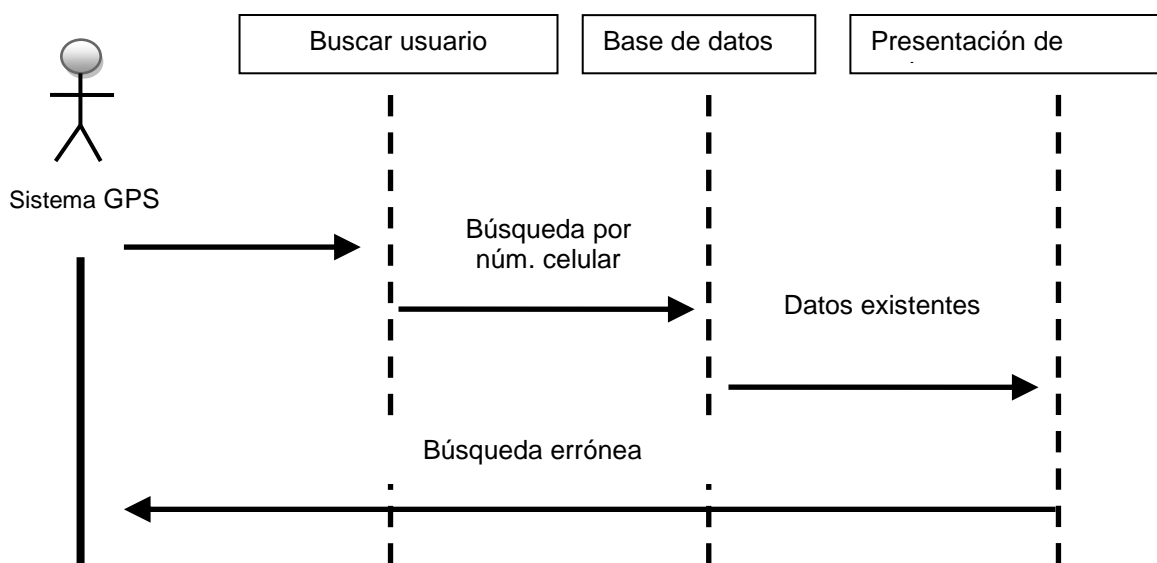 Buscar usuario
Base de datos
Presentación de
Sistema GPS
Búsqueda por
núm. celular
Datos existentes
Búsqueda errónea